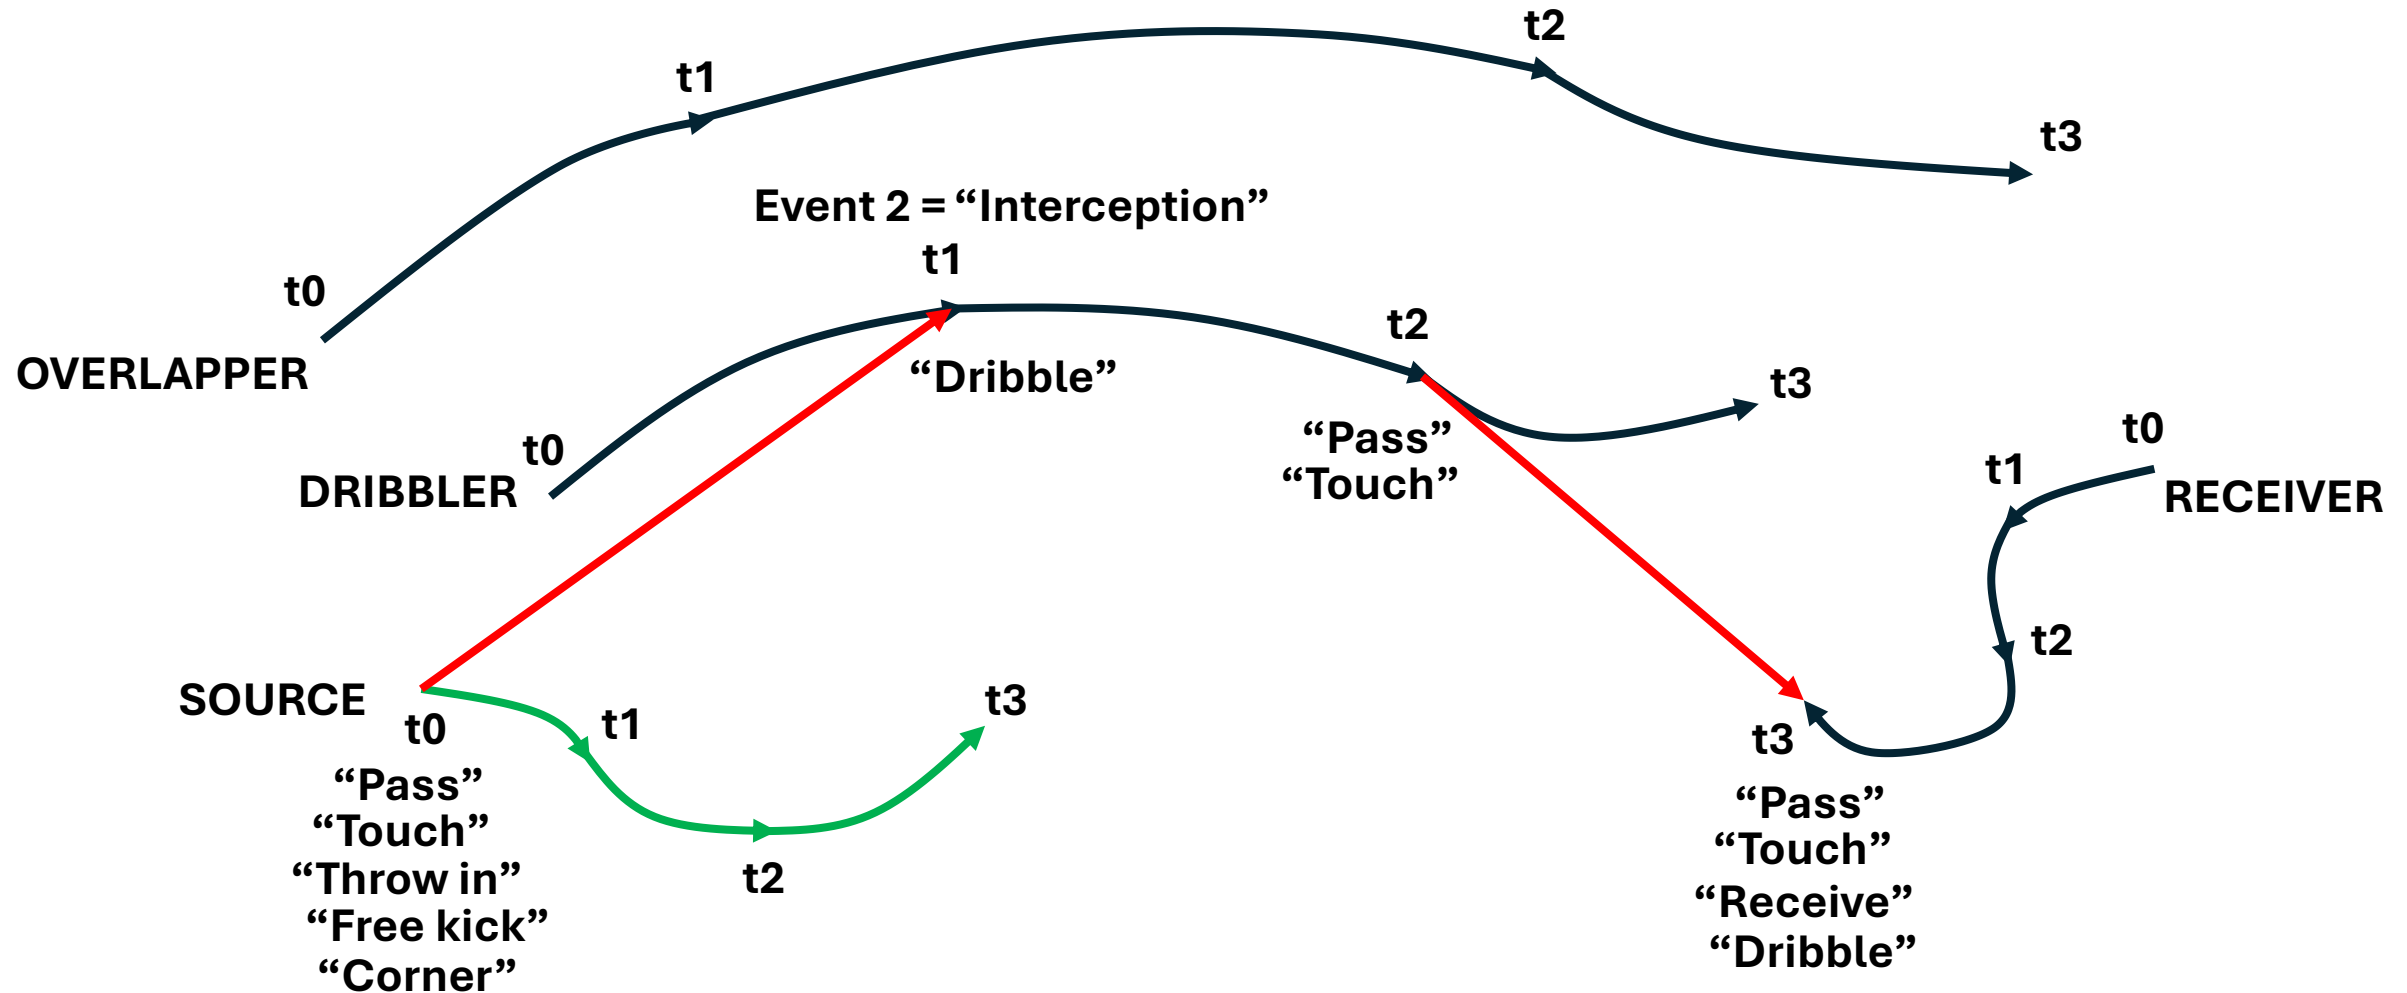 t2
t1
t3
Event 2 = “Interception”
t1
t0
OVERLAPPER
“Dribble”
t2
t3
t0
DRIBBLER
“Pass”
“Touch”
t0
t1
RECEIVER
t2
SOURCE
t0
t1
t3
t2
“Pass”
“Touch”
“Throw in”
“Free kick”
“Corner”
t3
“Pass”
“Touch”
“Receive”
“Dribble”